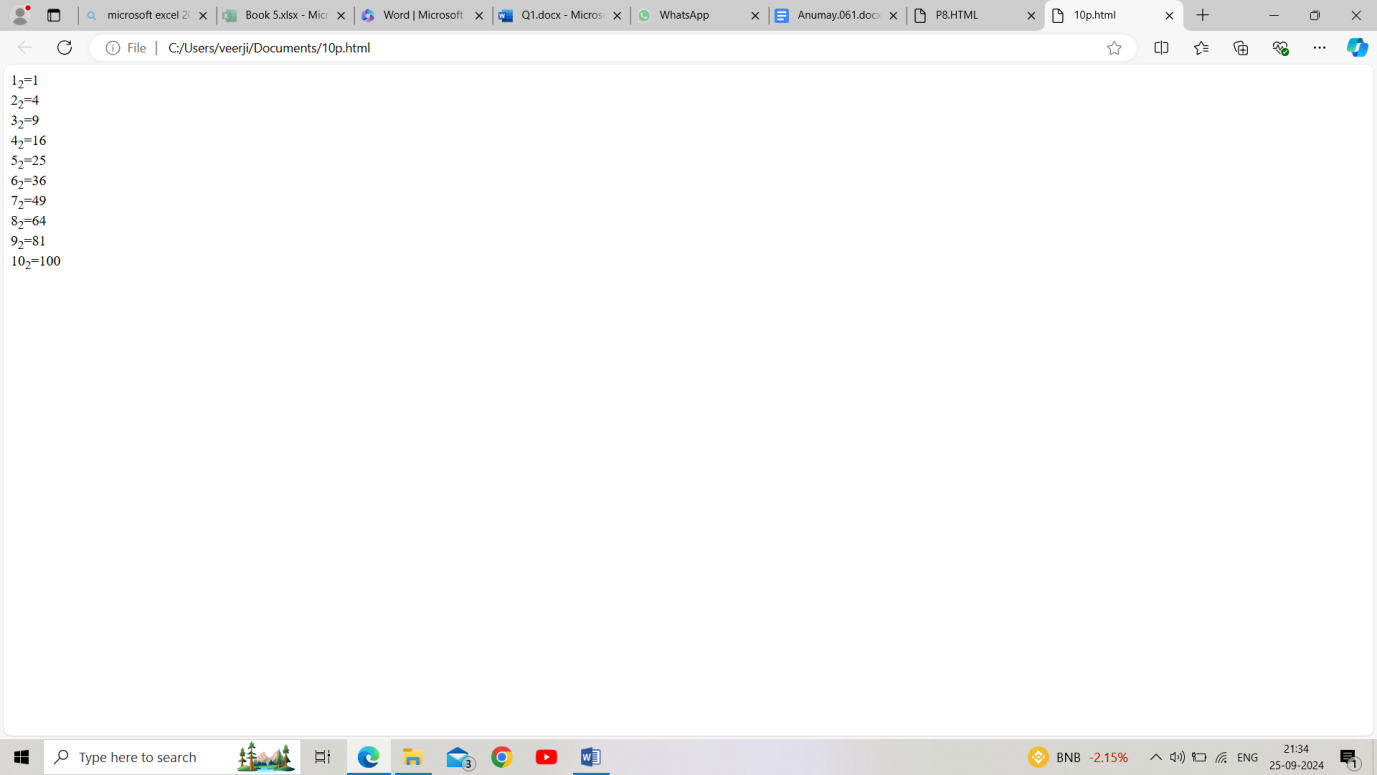 microsoft excel 20
Book 5.xlsx - Micr
Word | Microsoft
Q1.docx - Micros
WhatsApp
Anumay.061.doc
P8.HTML
10p.html
File
C:/Users/veerji/Documents/10p.html
1₂=1
2₂=4
3₂=9
4₂=16
5₂=25
6₂=36
7₂=49
8₂=64
9₂=81
10₂=100
Type here to search
3
BNB -2.15%
ENG
21:34
25-09-2024
1